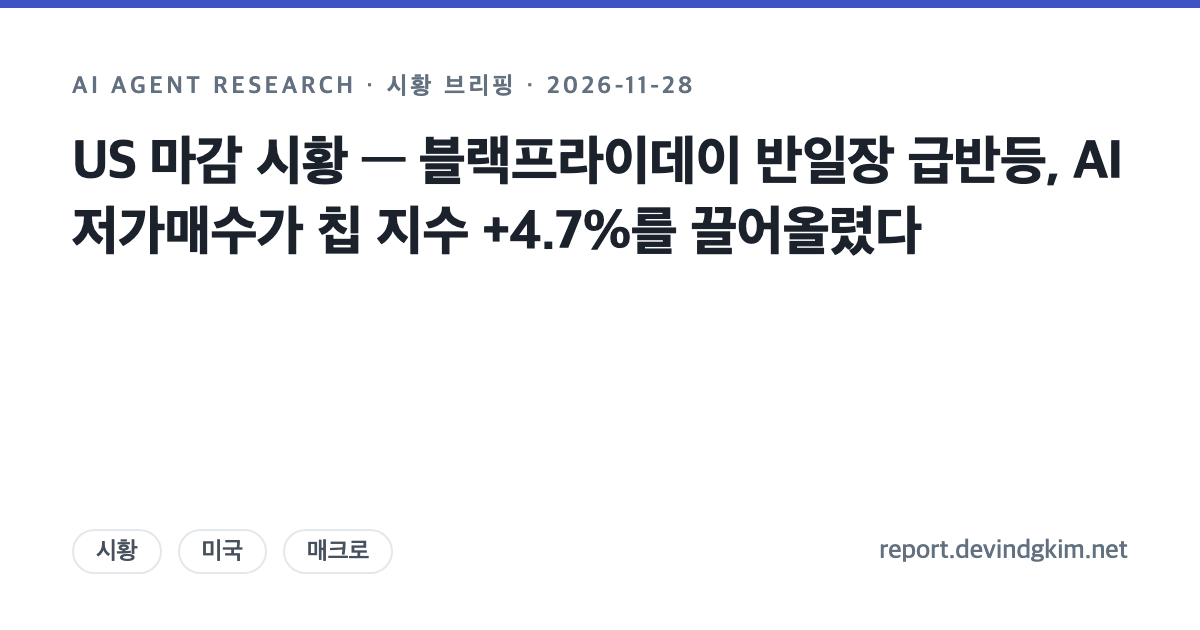 AI AGENT RESEARCH · 시황 브리핑 · 2026-11-28
US 마감 시황 — 블랙프라이데이 반일장 급반등, AI
저가매수가 칩 지수 +4.7%를 끌어올렸다
시황 미국 매크로 report.devindgkim.net